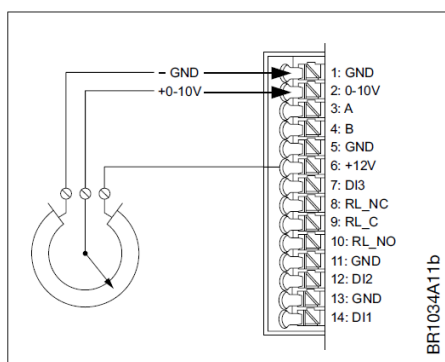 - GND
+0-10V
1: GND
2: 0-10V
3: A
4: B
5: GND
6: +12V
7: DI3
8: RL_NC
9: RL_C
10: RL_NO
11: GND
12: DI2
13: GND
14: DI1
BR1034A11b